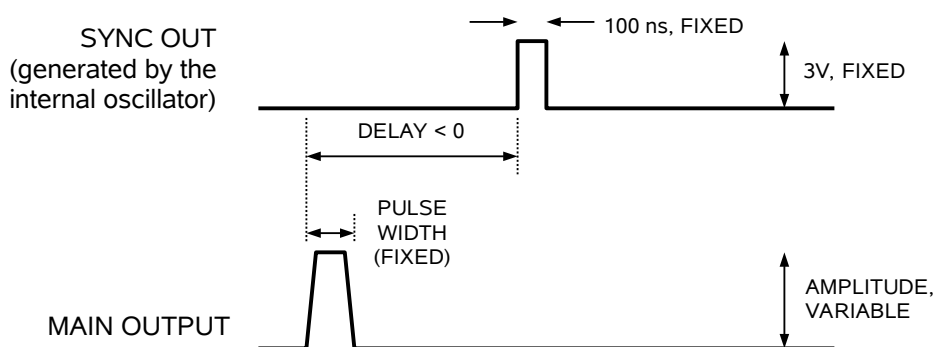 SYNC OUT
(generated by the
internal oscillator)
100 ns, FIXED
3V, FIXED
DELAY < 0
PULSE
WIDTH
(FIXED)
AMPLITUDE,
VARIABLE
MAIN OUTPUT